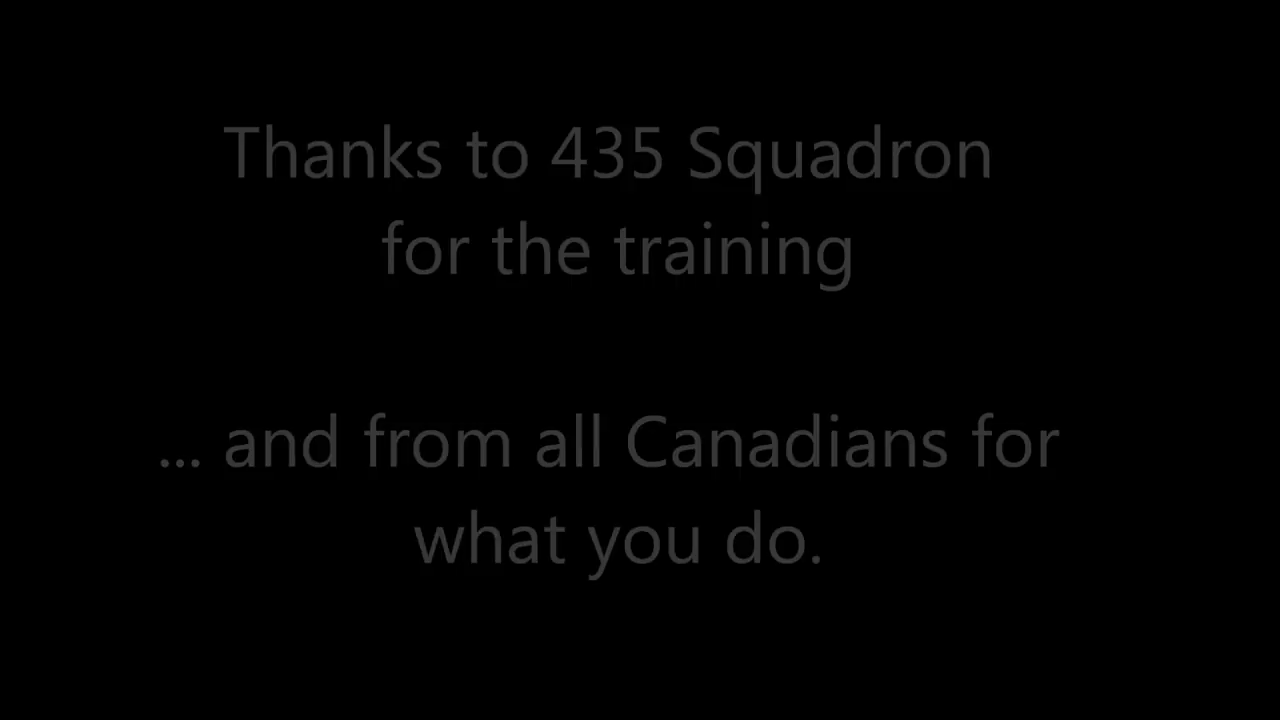 Thanks to 435 Squadron
for the training
... and from all Canadians for
what you do.